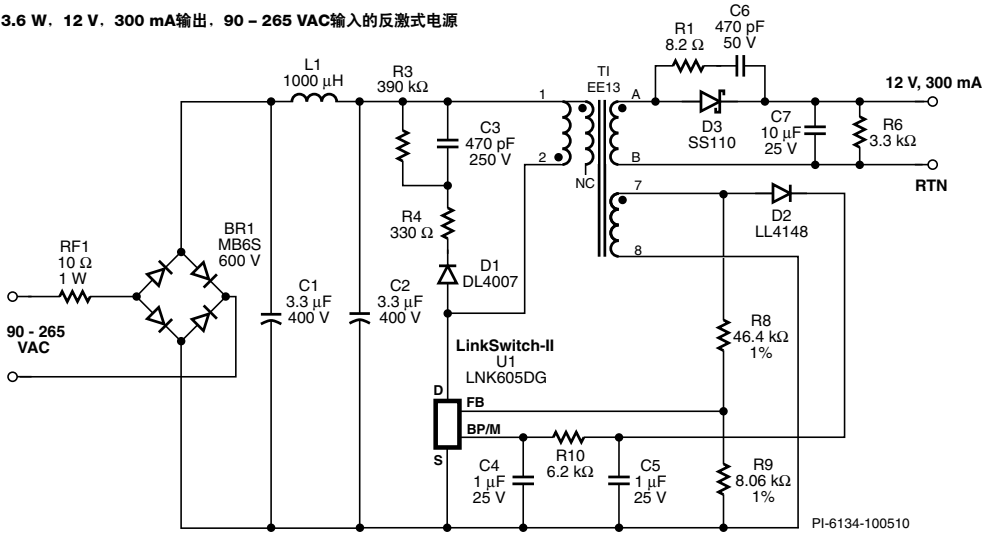 3.6 W，12 V，300 mA输出，90 – 265 VAC输入的反激式电源
C6
470 pF
50 V
R1
8.2 Ω
L1
1000 μH
R3
390 kΩ
TI
EE13
12 V, 300 mA
1
A
D3
SS110
C7
10 μF
25 V
R6
3.3 kΩ
C3
470 pF
250 V
2
B
NC
RTN
7
D2
LL4148
R4
330 Ω
8
BR1
MB6S
600 V
RF1
10 Ω
1 W
D1
DL4007
C1
3.3 μF
400 V
C2
3.3 μF
400 V
90 - 265
VAC
R8
46.4 kΩ
1%
LinkSwitch-II
U1
LNK605DG
D
FB
BP/M
S
R10
6.2 kΩ
C4
1 μF
25 V
C5
1 μF
25 V
R9
8.06 kΩ
1%
PI-6134-100510